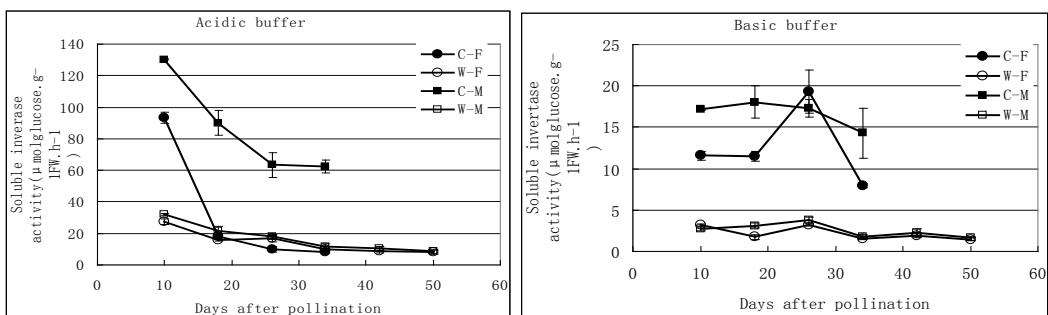 Acidic buffer
Soluble inverase
activity(μmolglucose.g-
1FW.h-1
140
120
100
80
60
40
20
0
0 10 20 30 40 50 60
Days after pollination
C-F
W-F
C-M
W-M
Basic buffer
Soluble invertase
activity(μmolglucose.g-
1FW.h-1
)
25
20
15
10
5
0
0 10 20 30 40 50 60
Days after pollination
C-F
W-F
C-M
W-M